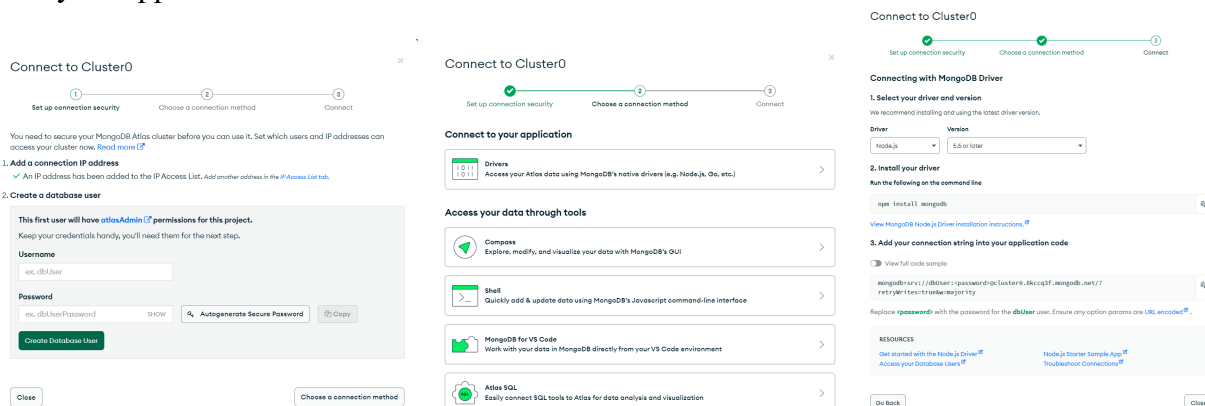 Connect to Cluster0
1
2
3
Set up connection security
Choose a connection method
Connect
You need to secure your MongoDB Atlas cluster before you can use it. Set which users and IP addresses can
access your cluster now. Read more
1. Add a connection IP address
An IP address has been added to the IP Access List. Add another address in the IP Access List tab.
2. Create a database user
This first user will have atlasAdmin permissions for this project.
Keep your credentials handy, you'll need them for the next step.
Username
ex. dbUser
Password
ex. dbUserPassword SHOW
Autogenerate Secure Password
Copy
Create Database User
Close
Choose a connection method
Connect to Cluster0
2
3
Set up connection security
Choose a connection method
Connect
Connect to your application
Drivers
Access your Atlas data using MongoDB's native drivers (e.g. Node.js, Go, etc.)
Access your data through tools
Compass
Explore, modify, and visualize your data with MongoDB's GUI
Shell
Quickly add & update data using MongoDB's Javascript command-line interface
MongoDB for VS Code
Work with your data in MongoDB directly from your VS Code environment
Atlas SQL
Easily connect SQL tools to Atlas for data analysis and visualization
Connect to Cluster0
3
Set up connection security
Choose a connection method
Connect
Connecting with MongoDB Driver
1. Select your driver and version
We recommend installing and using the latest driver version.
Driver
Version
Node.js
5.5 or later
2. Install your driver
Run the following on the command line
npm install mongodb
View MongoDB Node.js Driver installation instructions.
3. Add your connection string into your application code
View full code sample
mongodb+srv://dbUser:<password>@cluster0.8kccq3f.mongodb.net/?
retryWrites=true&w=majority
Replace <password> with the password for the dbUser user. Ensure any option params are URL encoded.
RESOURCES
Get started with the Node.js Driver
Node.js Starter Sample App
Access your Database Users
Troubleshoot Connections
Go Back
Close